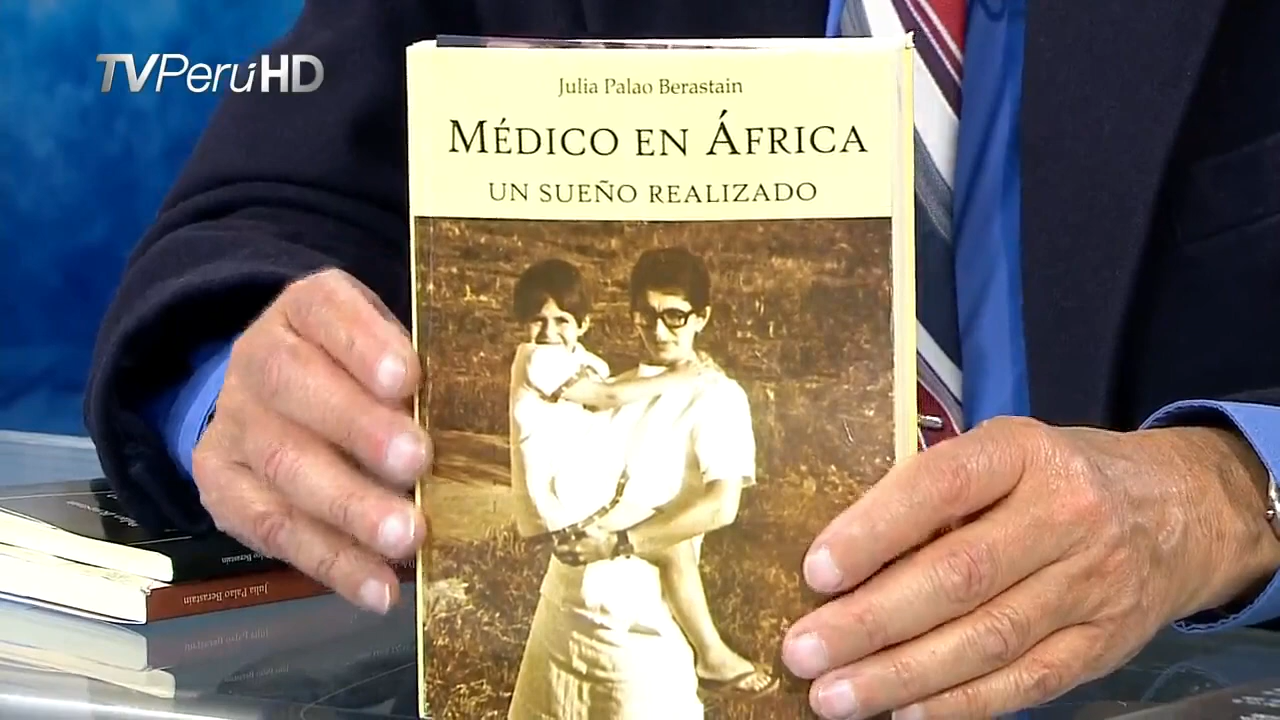 TVPerúHD
Julia Palao Berastain
MÉDICO EN ÁFRICA
UN SUEÑO REALIZADO
Julia Palao Berastain